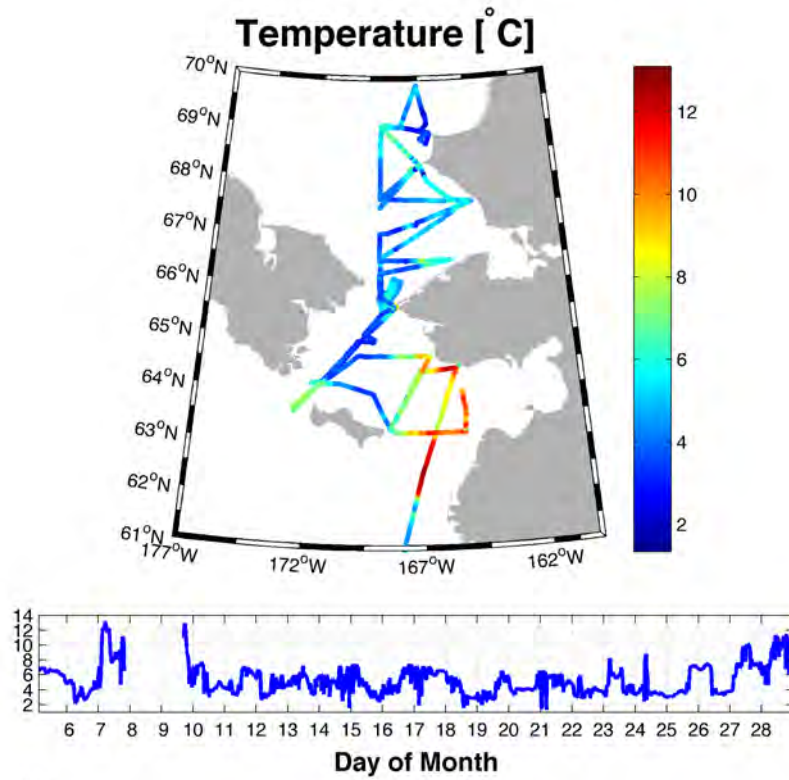 Temperature [°C]
70°N
69°N
68°N
67°N
66°N
65°N
64°N
63°N
62°N
61°N
177°W
172°W
167°W
162°W
12
10
8
6
4
2
14
12
10
8
6
4
2
6 7 8 9 10 11 12 13 14 15 16 17 18 19 20 21 22 23 24 25 26 27 28
Day of Month